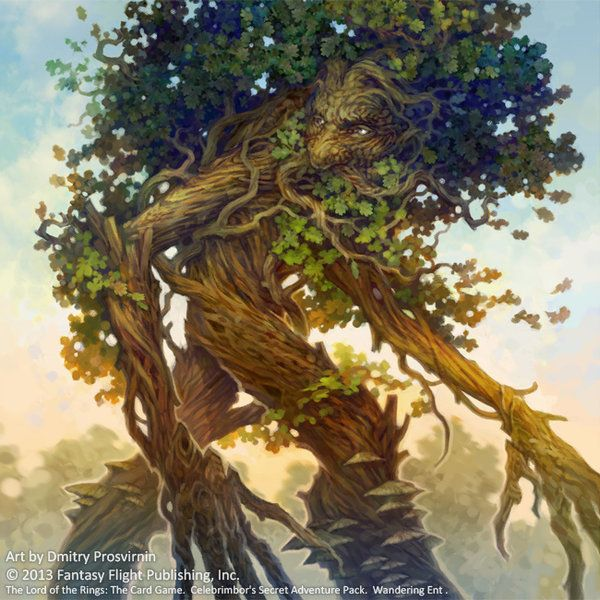 Art by Dmitry Prosvirnin
© 2013 Fantasy Flight Publishing, Inc.
The Lord of the Rings: The Card Game.  Celebrimbor's Secret Adventure Pack.  Wandering Ent .